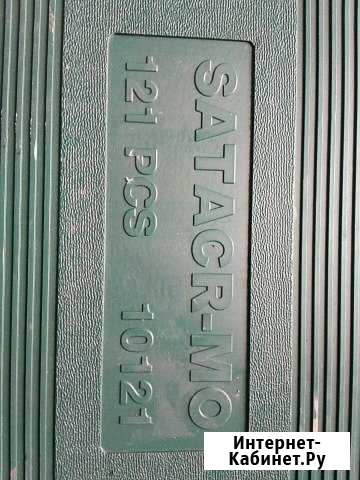 SATACR-MO
121 PCS 10121
Интернет-
Кабинет.Ру